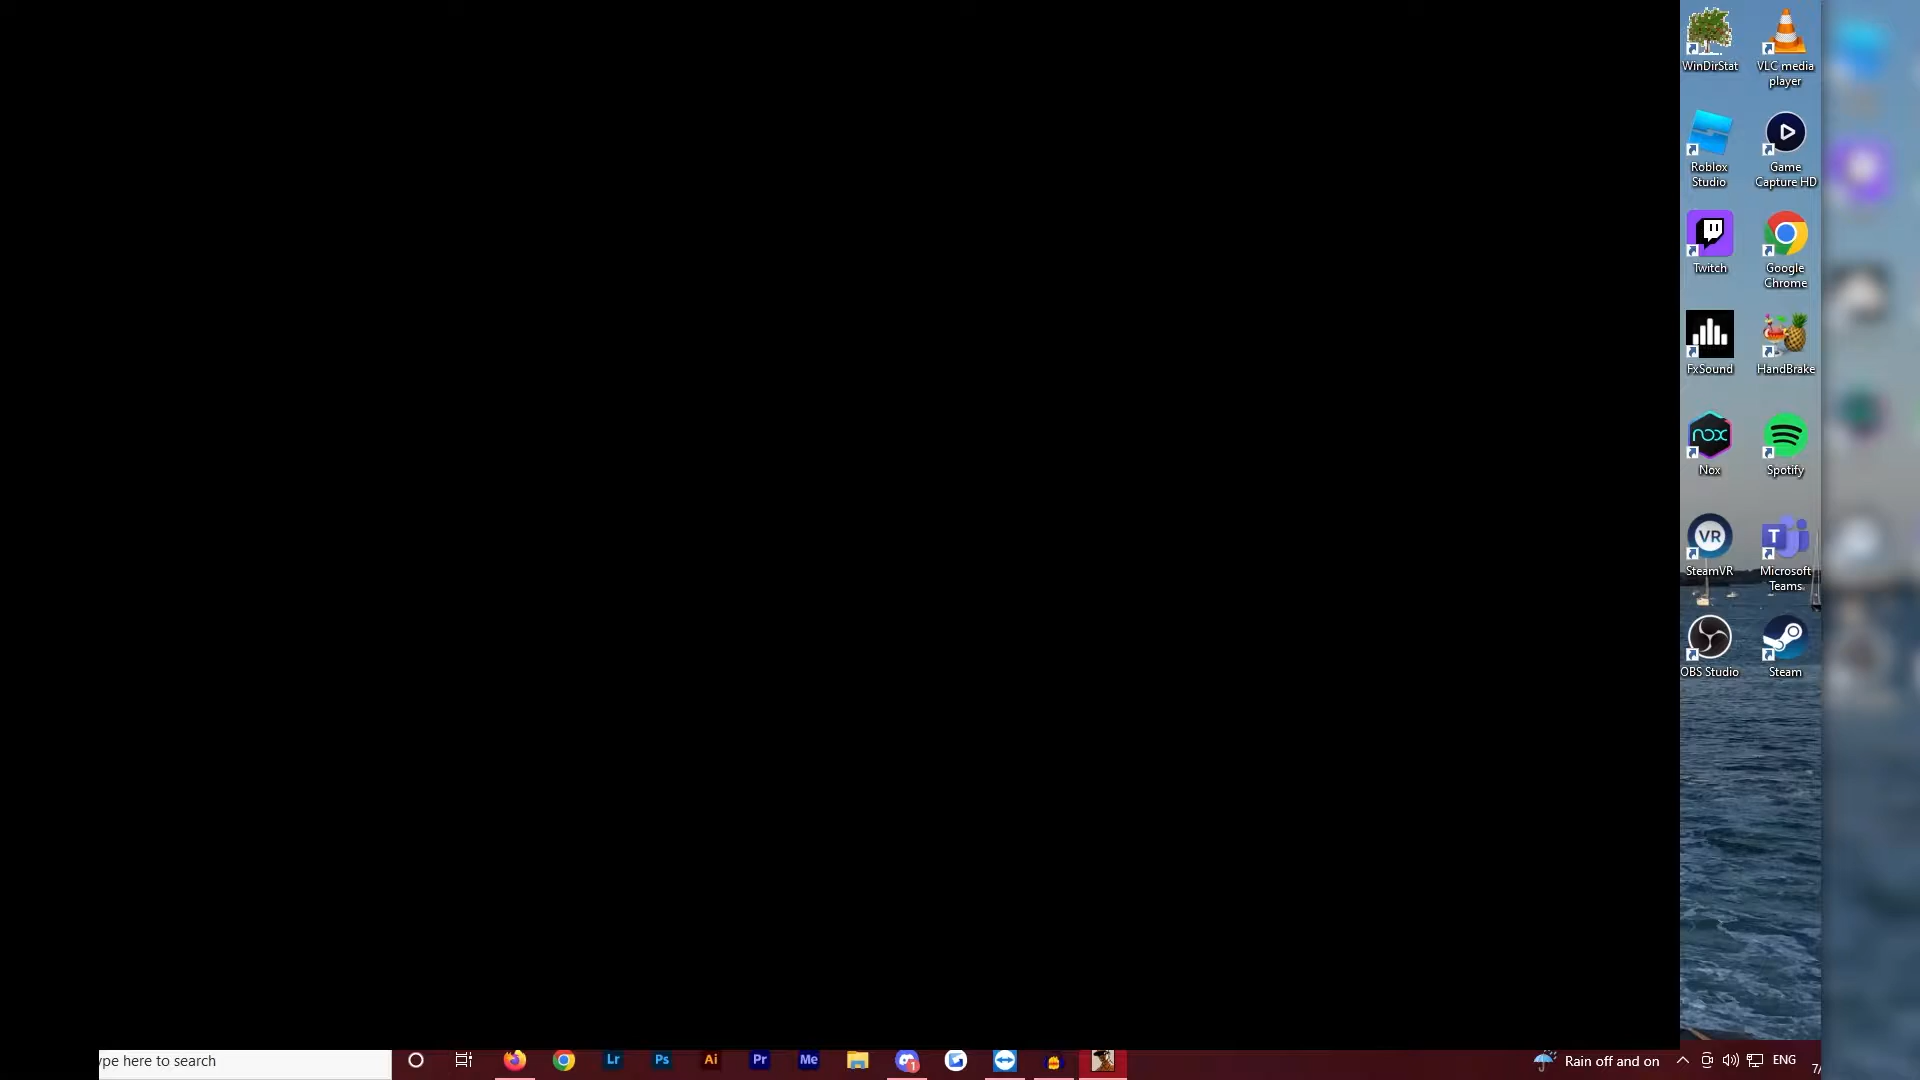 WinDirStat
VLC media
player
Roblox
Studio
Game
Capture HD
Twitch
Google
Chrome
FxSound
HandBrake
nox
Nox
Spotify
VR
SteamVR
T
Microsoft
Teams
OBS Studio
Steam
ype here to search
Lr
Ps
Ai
Pr
Me
1
Rain off and on
ENG
7/